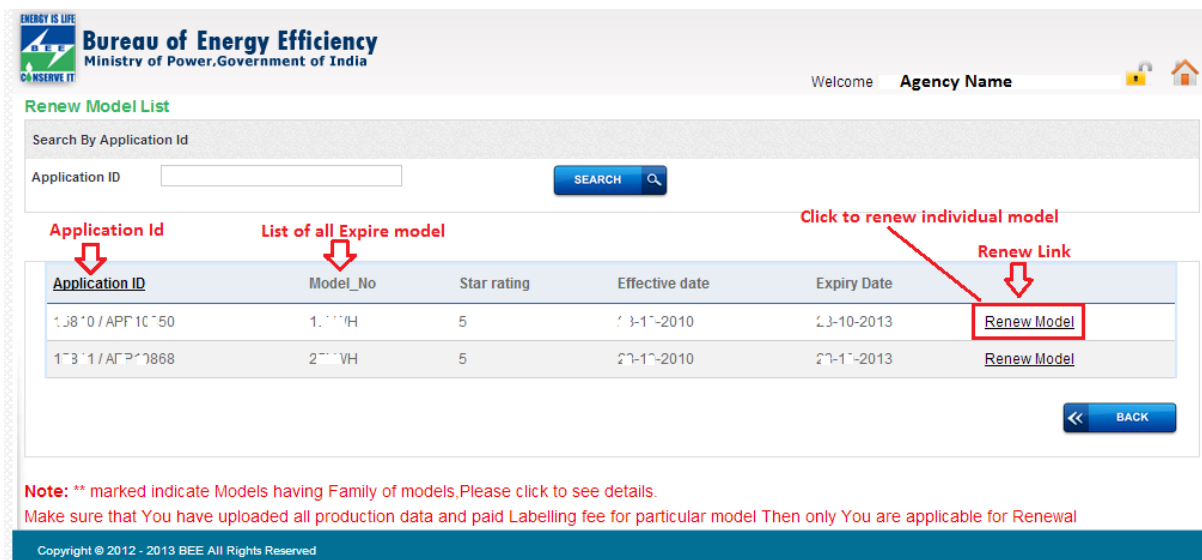 ENERGY IS LIFE
BEE
CONSERVE IT
Bureau of Energy Efficiency
Ministry of Power,Government of India
Welcome Agency Name
Renew Model List
Search By Application Id
Application ID SEARCH
Click to renew individual model
Application Id List of all Expire model
Renew Link
Application ID Model_No Star rating Effective date Expiry Date
5 Renew Model
5 Renew Model
BACK
Note: ** marked indicate Models having Family of models,Please click to see details.
Make sure that You have uploaded all production data and paid Labelling fee for particular model Then only You are applicable for Renewal
Copyright © 2012 - 2013 BEE All Rights Reserved